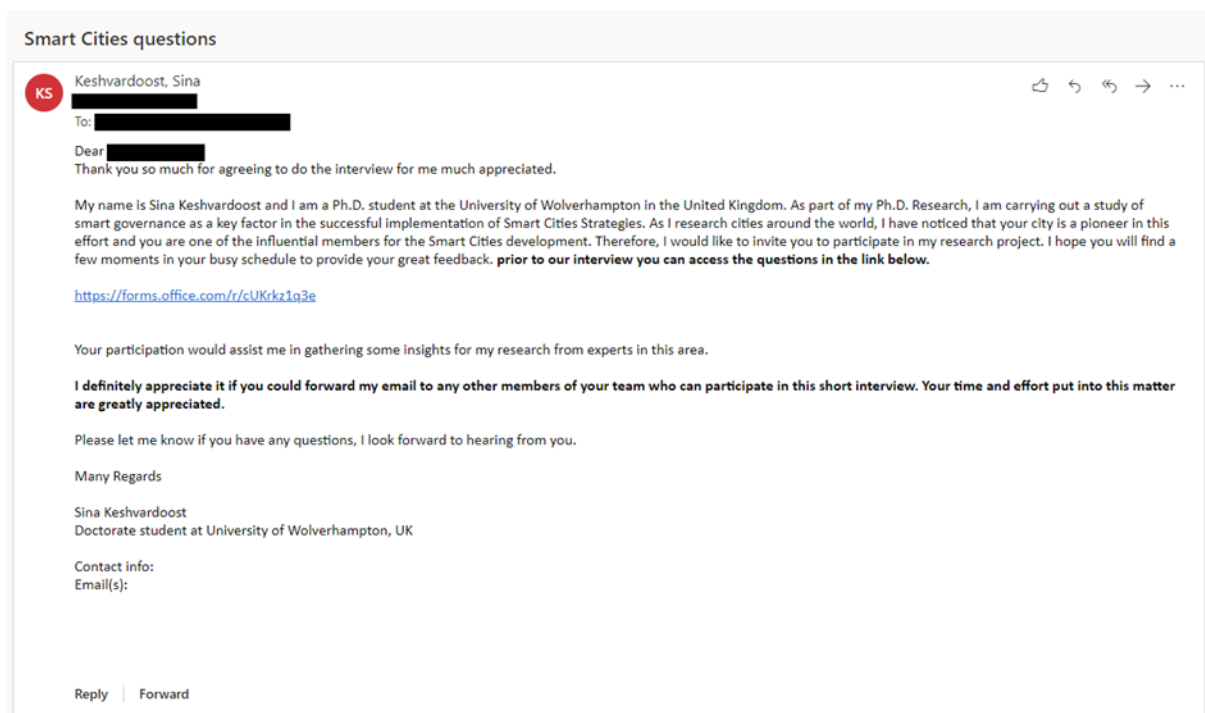 Smart Cities questions
KS
Keshvardoost, Sina
To:
Dear
Thank you so much for agreeing to do the interview for me much appreciated.
My name is Sina Keshvardoost and I am a Ph.D. student at the University of Wolverhampton in the United Kingdom. As part of my Ph.D. Research, I am carrying out a study of
smart governance as a key factor in the successful implementation of Smart Cities Strategies. As I research cities around the world, I have noticed that your city is a pioneer in this
effort and you are one of the influential members for the Smart Cities development. Therefore, I would like to invite you to participate in my research project. I hope you will find a
few moments in your busy schedule to provide your great feedback. prior to our interview you can access the questions in the link below.
https://forms.office.com/r/cUKrkz1q3e
Your participation would assist me in gathering some insights for my research from experts in this area.
I definitely appreciate it if you could forward my email to any other members of your team who can participate in this short interview. Your time and effort put into this matter
are greatly appreciated.
Please let me know if you have any questions, I look forward to hearing from you.
Many Regards
Sina Keshvardoost
Doctorate student at University of Wolverhampton, UK
Contact info:
Email(s):
Reply Forward